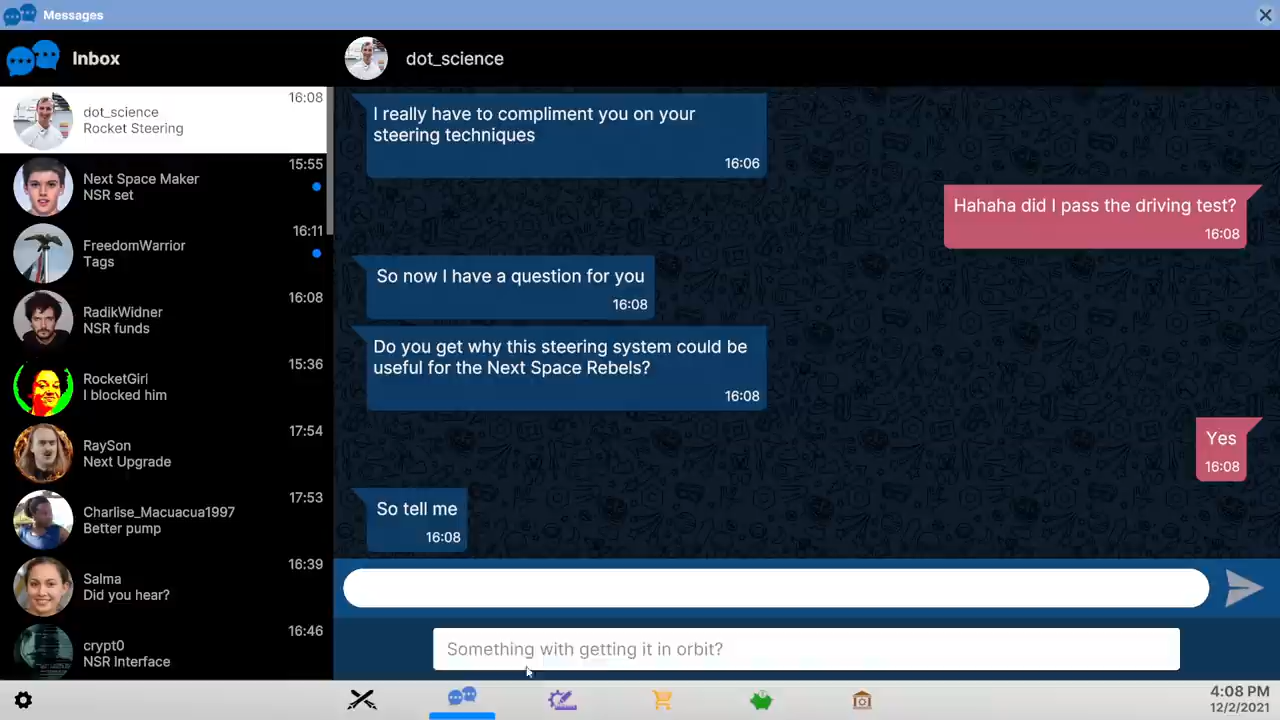 Messages
Inbox
dot_science
dot_science
16:08
Rocket Steering
Next Space Maker
15:55
NSR set
FreedomWarrior
16:11
Tags
RadikWidner
16:08
NSR funds
RocketGirl
15:36
I blocked him
RaySon
17:54
Next Upgrade
Charlise_Macuacua1997
17:53
Better pump
Salma
16:39
Did you hear?
crypt0
16:46
NSR Interface
I really have to compliment you on your
steering techniques
16:06
Hahaha did I pass the driving test?
16:08
So now I have a question for you
16:08
Do you get why this steering system could be
useful for the Next Space Rebels?
16:08
Yes
16:08
So tell me
16:08
Something with getting it in orbit?
4:08 PM
12/2/2021